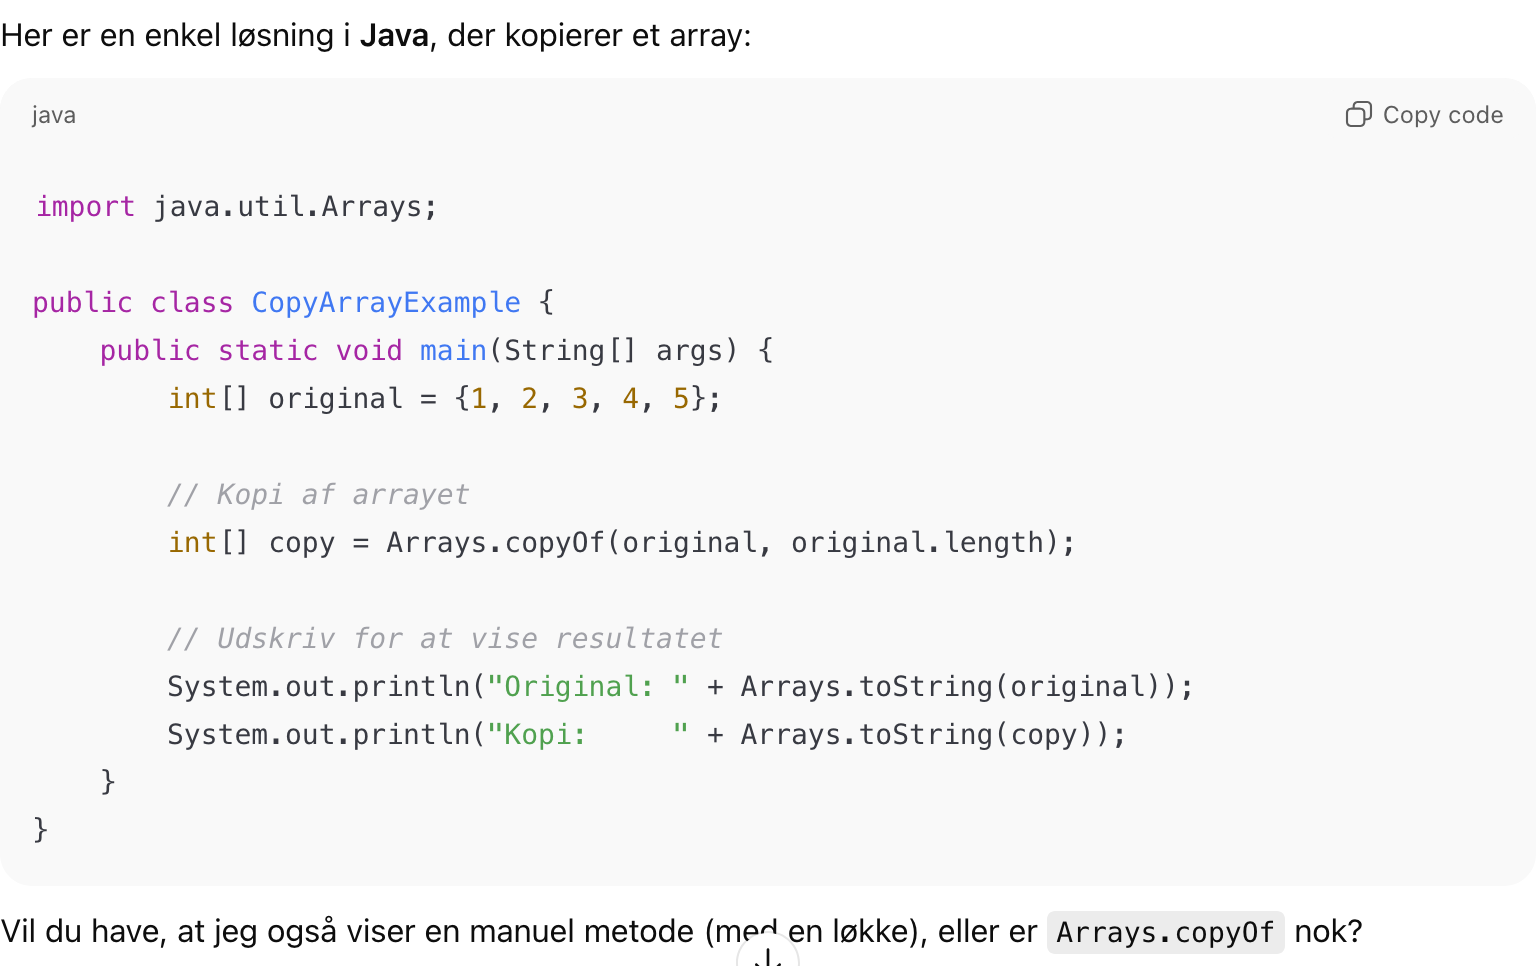 Her er en enkel løsning i Java, der kopierer et array:
java
Copy code
import java.util.Arrays;
public class CopyArrayExample {
    public static void main(String[] args) {
        int[] original = {1, 2, 3, 4, 5};
        // Kopi af arrayet
        int[] copy = Arrays.copyOf(original, original.length);
        // Udskriv for at vise resultatet
        System.out.println("Original: " + Arrays.toString(original));
        System.out.println("Kopi:     " + Arrays.toString(copy));
    }
}
Vil du have, at jeg også viser en manuel metode (med en løkke), eller er Arrays.copyOf nok?